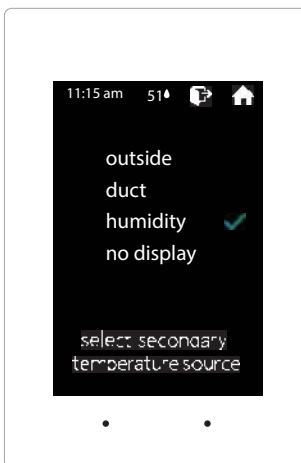 11:15 am 51
outside
duct
humidity
no display
select secondary
temperature source